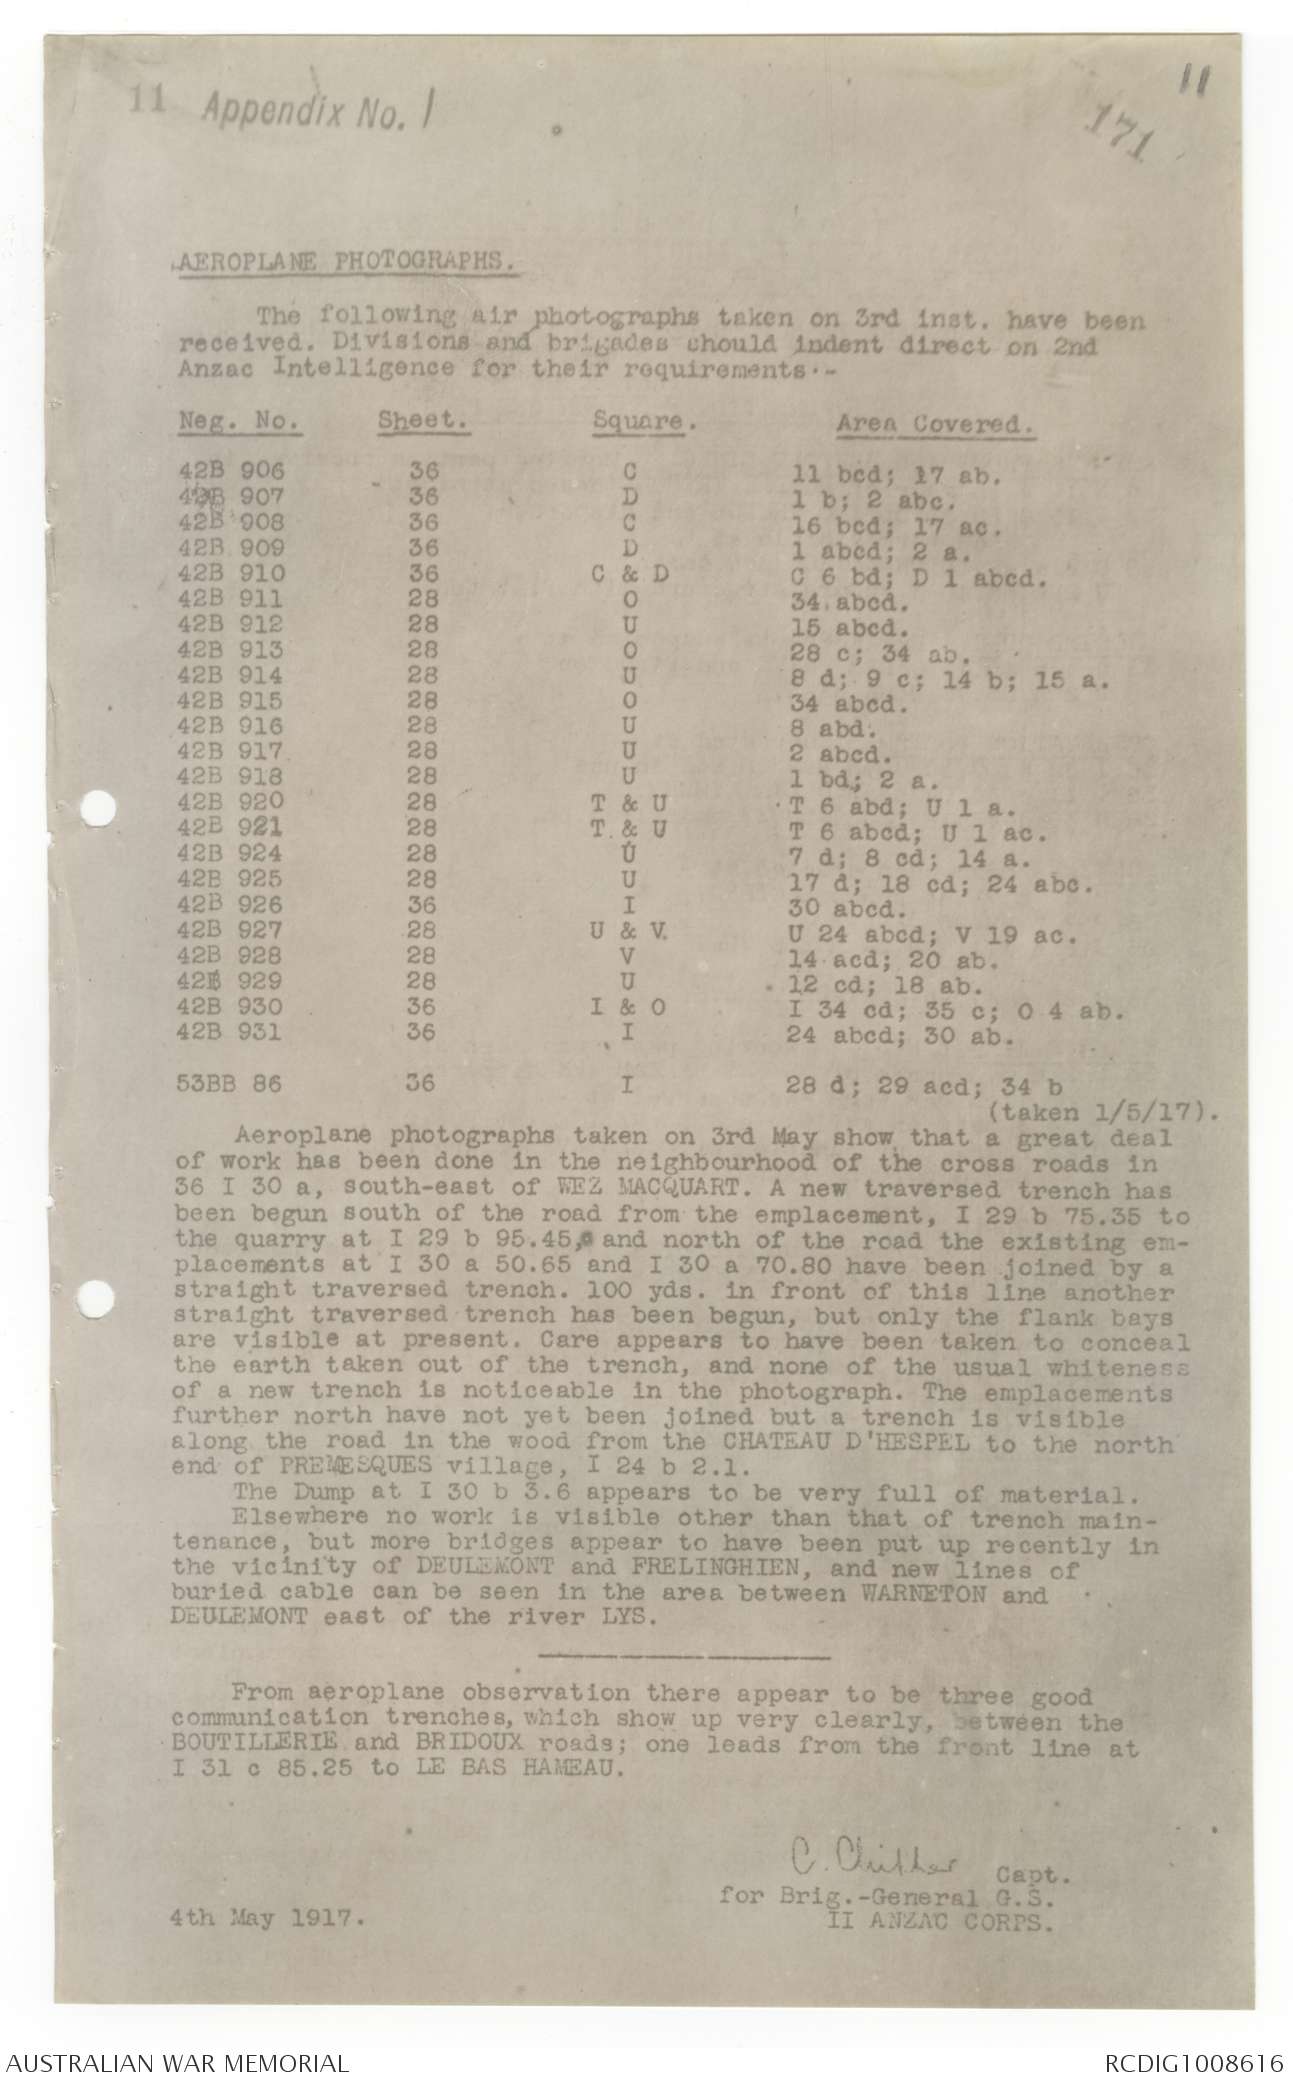 11 Appendix No. 1
11
171
AEROPLANE PHOTOGRAPHS.
The following air photographs taken on 3rd inst. have been
received. Divisions and brigades should indent direct on 2nd
Anzac Intelligence for their requirements.-
Neg. No. Sheet. Square. Area Covered.
42B 906 36 C 11 bcd; 17 ab.
42B 907 36 D 1 b; 2 abc.
42B 908 36 C 16 bcd; 17 ac.
42B 909 36 D 1 abcd; 2 a.
42B 910 36 C & D C 6 bd; D 1 abcd.
42B 911 28 O 34 abcd.
42B 912 28 U 15 abcd.
42B 913 28 O 28 c; 34 ab.
42B 914 28 U 8 d; 9 c; 14 b; 15 a.
42B 915 28 O 34 abcd.
42B 916 28 U 8 abd.
42B 917 28 U 2 abcd.
42B 918 28 U 1 bd; 2 a.
42B 920 28 T & U T 6 abd; U 1 a.
42B 921 28 T & U T 6 abcd; U 1 ac.
42B 924 28 U 7 d; 8 cd; 14 a.
42B 925 28 U 17 d; 18 cd; 24 abc.
42B 926 36 I 30 abcd.
42B 927 28 U & V. U 24 abcd; V 19 ac.
42B 928 28 V 14 acd; 20 ab.
42B 929 28 U 12 cd; 18 ab.
42B 930 36 I & O I 34 cd; 35 c; O 4 ab.
42B 931 36 I 24 abcd; 30 ab.
53BB 86 36 I 28 d; 29 acd; 34 b
(taken 1/5/17).
Aeroplane photographs taken on 3rd May show that a great deal
of work has been done in the neighbourhood of the cross roads in
36 I 30 a, south-east of WEZ MACQUART. A new traversed trench has
been begun south of the road from the emplacement, I 29 b 75.35 to
the quarry at I 29 b 95.45, and north of the road the existing em-
placements at I 30 a 50.65 and I 30 a 70.80 have been joined by a
straight traversed trench. 100 yds. in front of this line another
straight traversed trench has been begun, but only the flank bays
are visible at present. Care appears to have been taken to conceal
the earth taken out of the trench, and none of the usual whiteness
of a new trench is noticeable in the photograph. The emplacements
further north have not yet been joined but a trench is visible
along the road in the wood from the CHATEAU D'HESPEL to the north
end of PREMESQUES village, I 24 b 2.1.
The Dump at I 30 b 3.6 appears to be very full of material.
Elsewhere no work is visible other than that of trench main-
tenance, but more bridges appear to have been put up recently in
the vicinity of DEULEMONT and FRELINGHIEN, and new lines of
buried cable can be seen in the area between WARNETON and
DEULEMONT east of the river LYS.
From aeroplane observation there appear to be three good
communication trenches, which show up very clearly, between the
BOUTILLERIE and BRIDOUX roads; one leads from the front line at
I 31 c 85.25 to LE BAS HAMEAU.
C. Capt.
for Brig.-General G.S.
4th May 1917. II ANZAC CORPS.
AUSTRALIAN WAR MEMORIAL RCDIG1008616